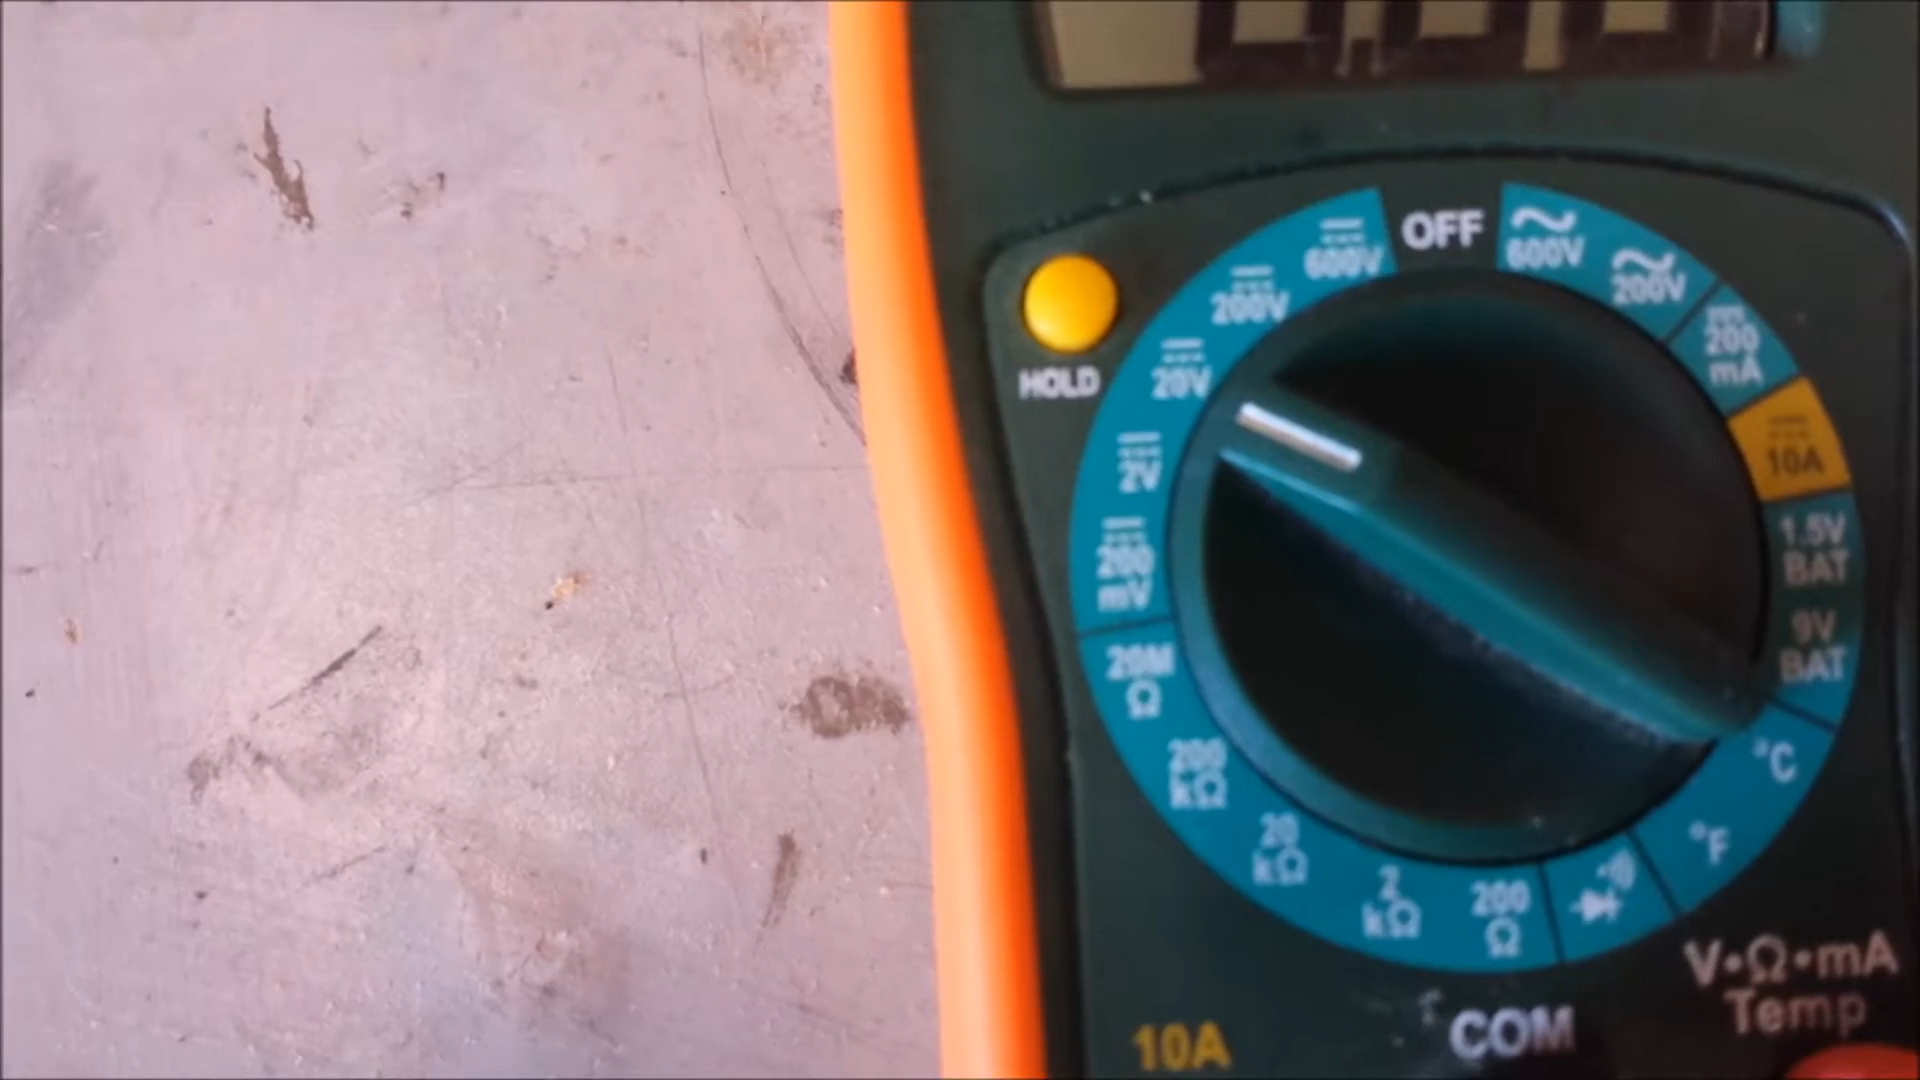 OFF
600V
200V
20V
2V
200
mV
20M
Ω
200
kΩ
20
kΩ
2
kΩ
200
Ω
600V
200V
200
mA
10A
1.5V
BAT
9V
BAT
°C
°F
HOLD
V•Ω•mA
Temp
COM
10A